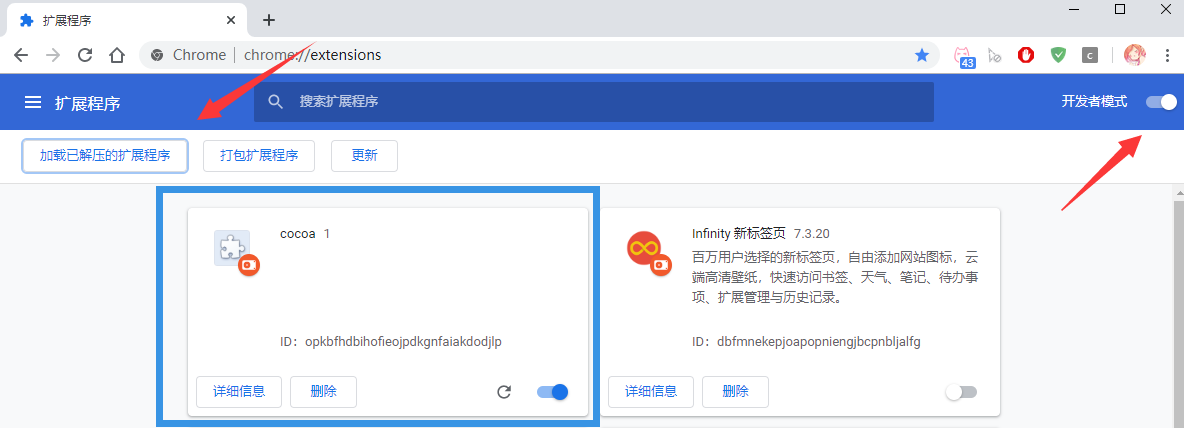 扩展程序
Chrome chrome://extensions
43
c
扩展程序 搜索扩展程序 开发者模式
加载已解压的扩展程序 打包扩展程序 更新
cocoa 1
ID：opkbfhdbihofieojpdkgnfaiakdodjlp
详细信息 删除
Infinity 新标签页 7.3.20
百万用户选择的新标签页，自由添加网站图标，云
端高清壁纸，快速访问书签、天气、笔记、待办事
项、扩展管理与历史记录。
ID：dbfmnekepjoapopniengjbcpnbljalfg
详细信息 删除